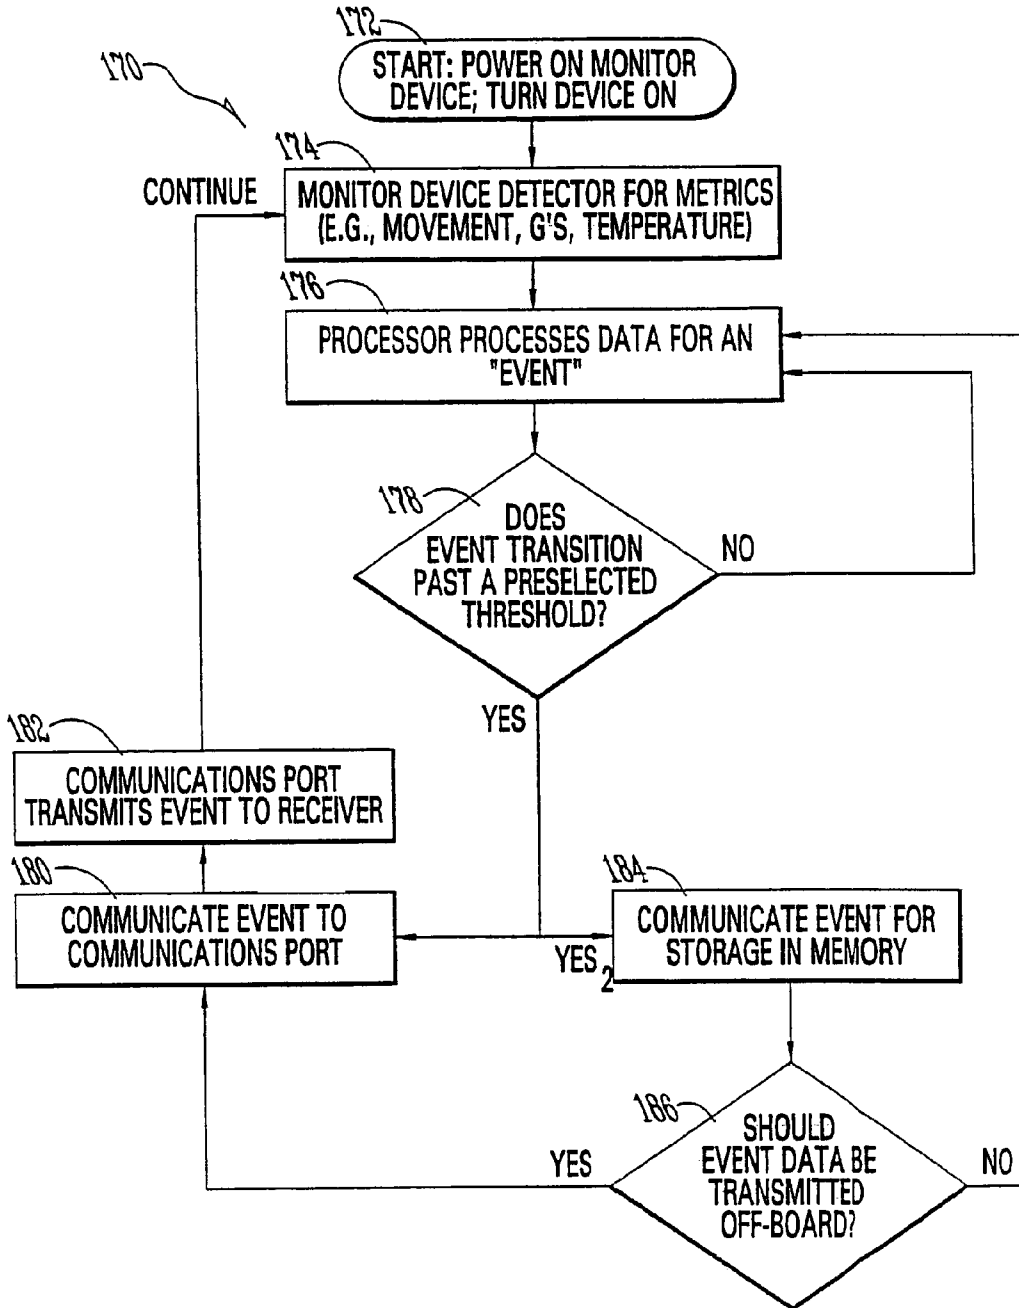 172
START: POWER ON MONITOR
DEVICE; TURN DEVICE ON
170
174
CONTINUE
MONITOR DEVICE DETECTOR FOR METRICS
(E.G., MOVEMENT, G'S, TEMPERATURE)
176
PROCESSOR PROCESSES DATA FOR AN
"EVENT"
178
DOES
EVENT TRANSITION
PAST A PRESELECTED
THRESHOLD?
NO
YES
182
COMMUNICATIONS PORT
TRANSMITS EVENT TO RECEIVER
180
COMMUNICATE EVENT TO
COMMUNICATIONS PORT
184
COMMUNICATE EVENT FOR
STORAGE IN MEMORY
YES2
186
SHOULD
EVENT DATA BE
TRANSMITTED
OFF-BOARD?
YES
NO